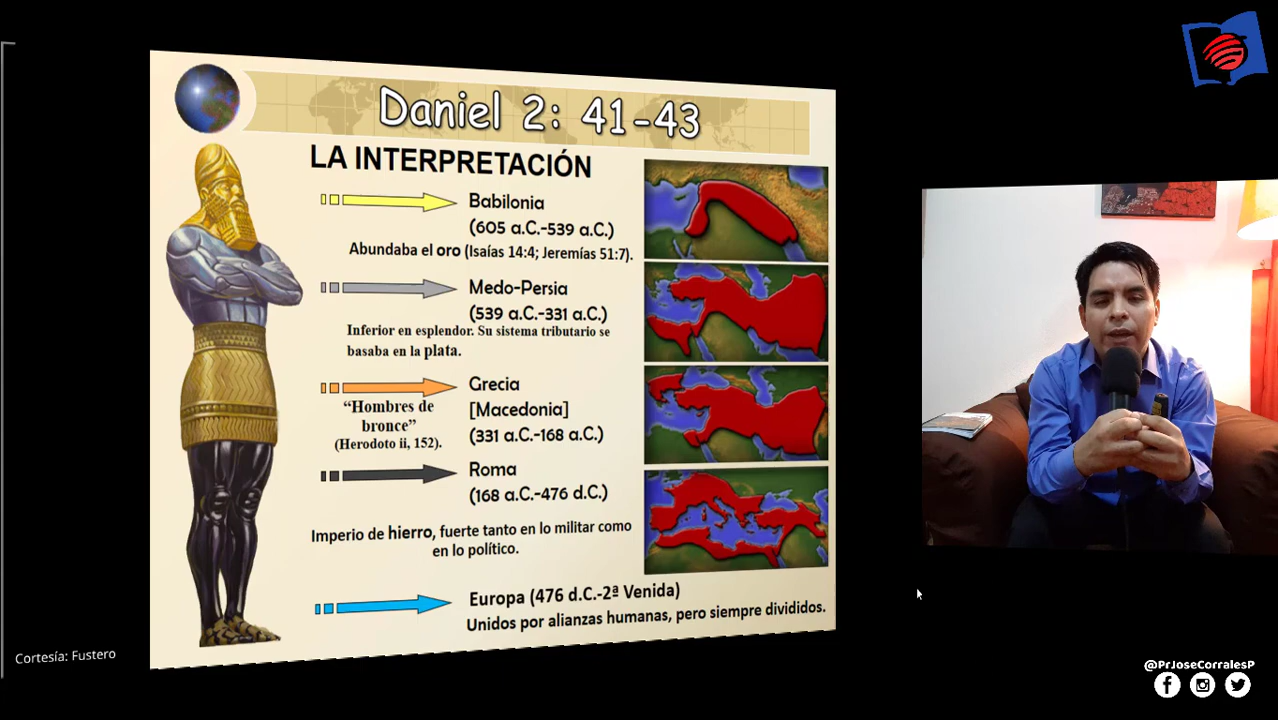 Daniel 2: 41-43
LA INTERPRETACIÓN
Babilonia
(605 a.C.-539 a.C.)
Abundaba el oro (Isaías 14:4; Jeremías 51:7).
Medo-Persia
(539 a.C.-331 a.C.)
Inferior en esplendor. Su sistema tributario se
basaba en la plata.
Grecia
[Macedonia]
(331 a.C.-168 a.C.)
“Hombres de
bronce”
(Herodoto ii, 152).
Roma
(168 a.C.-476 d.C.)
Imperio de hierro, fuerte tanto en lo militar como
en lo político.
Europa (476 d.C.-2ª Venida)
Unidos por alianzas humanas, pero siempre divididos.
Cortesía: Fustero
@PrJoseCorralesP